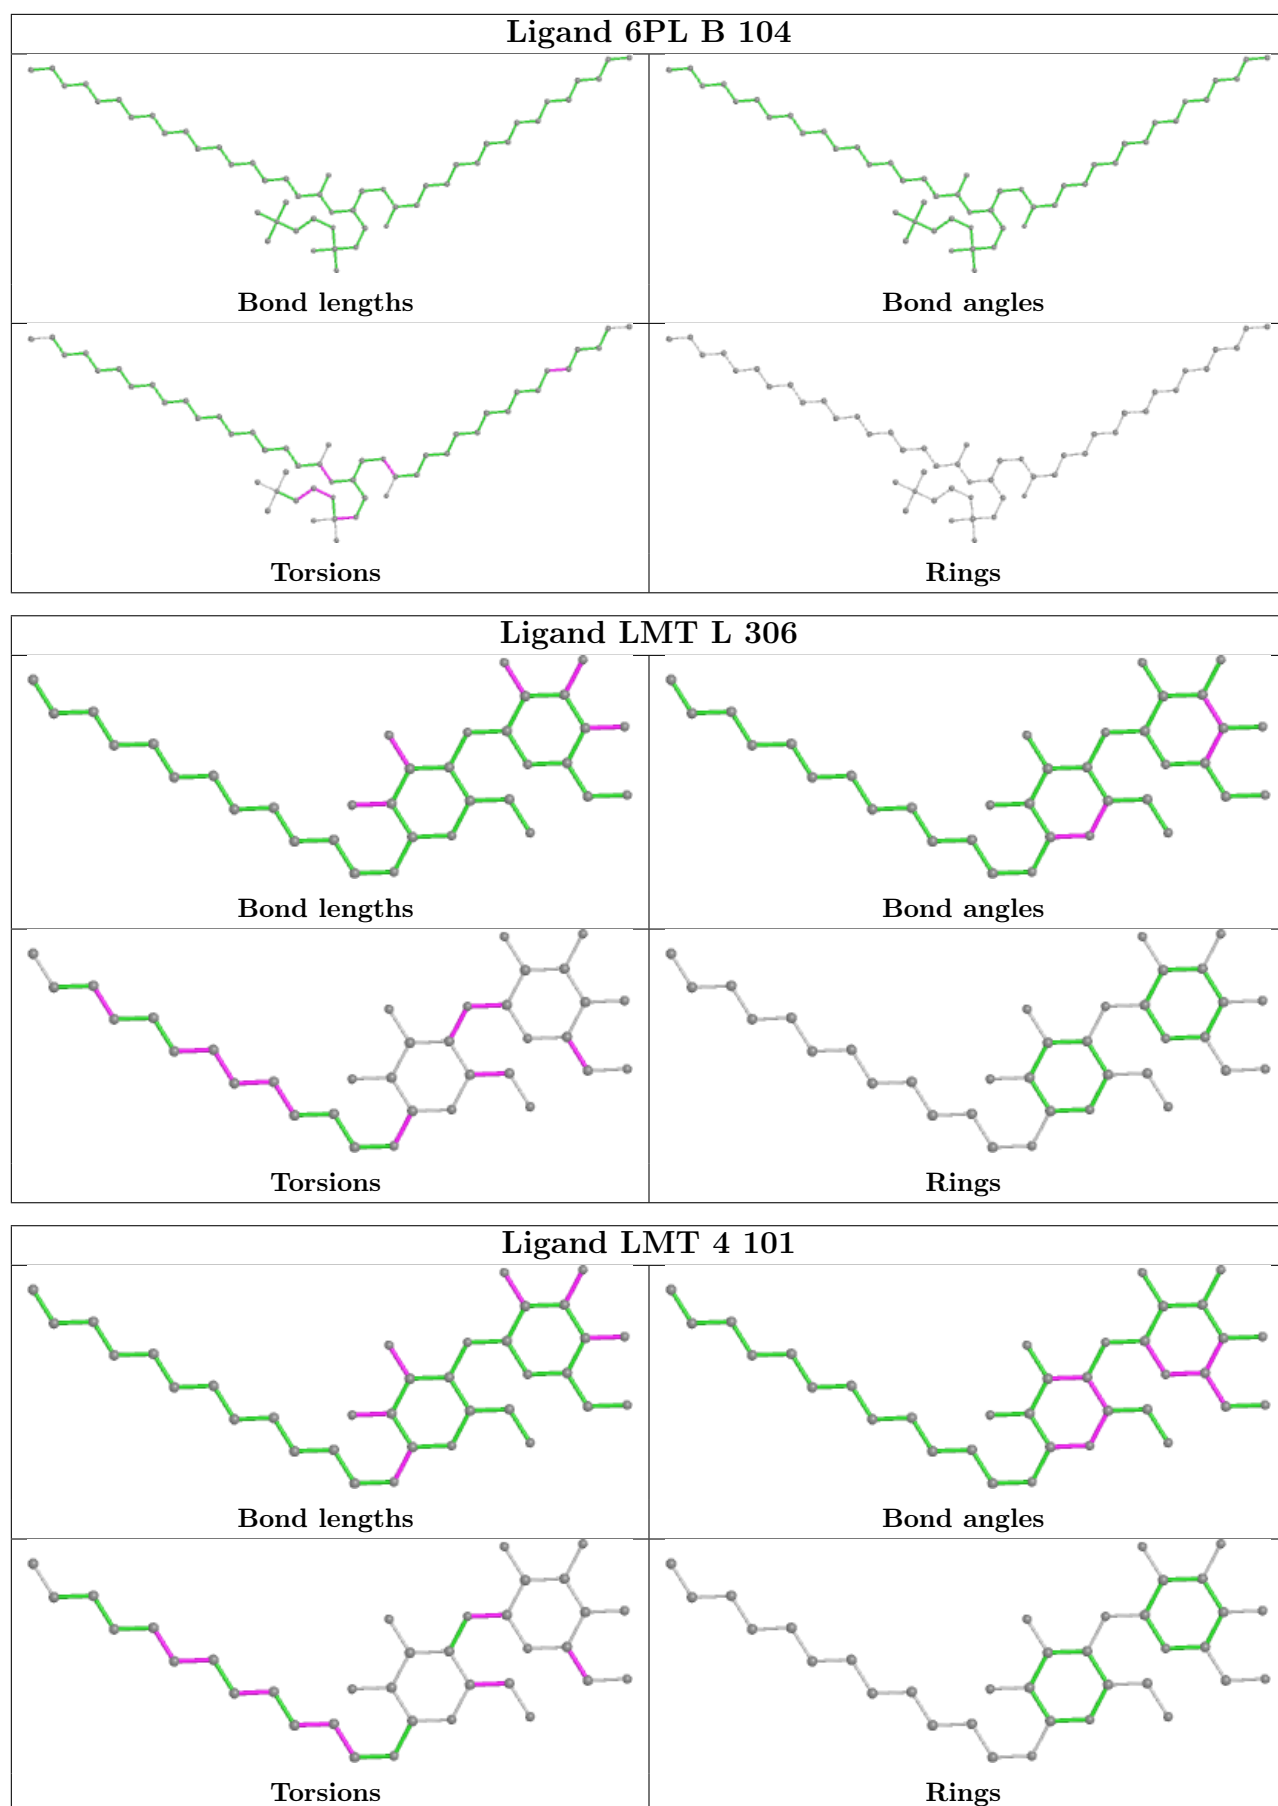 Ligand 6PL B 104
Bond lengths
Bond angles
Torsions
Rings
Ligand LMT L 306
Bond lengths
Bond angles
Torsions
Rings
Ligand LMT 4 101
Bond lengths
Bond angles
Torsions
Rings